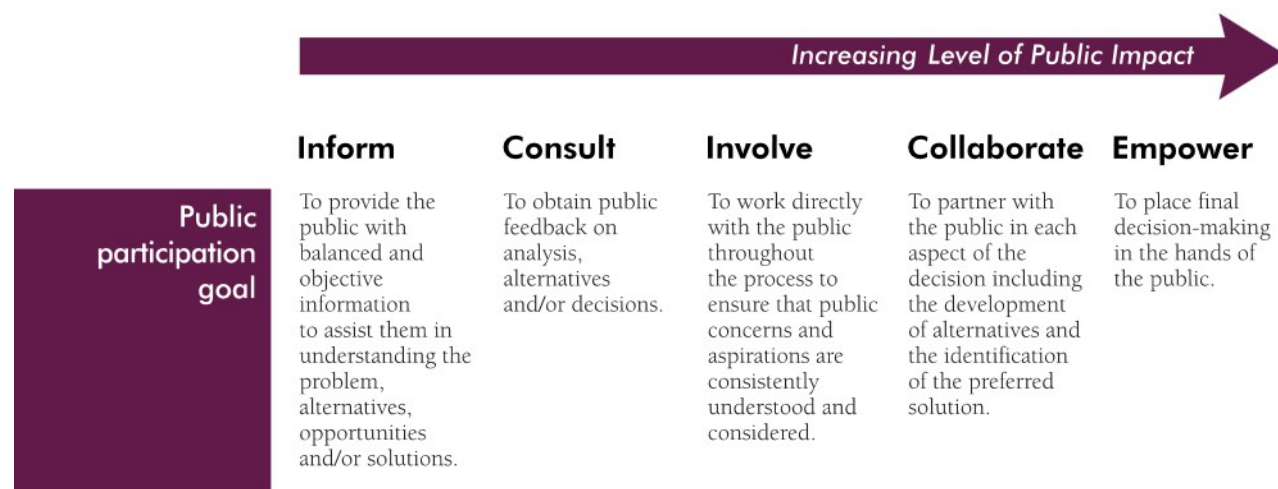 Increasing Level of Public Impact
Inform
Consult
Involve
Collaborate
Empower
Public
participation
goal
To provide the
public with
balanced and
objective
information
to assist them in
understanding the
problem,
alternatives,
opportunities
and/or solutions.
To obtain public
feedback on
analysis,
alternatives
and/or decisions.
To work directly
with the public
throughout
the process to
ensure that public
concerns and
aspirations are
consistently
understood and
considered.
To partner with
the public in each
aspect of the
decision including
the development
of alternatives and
the identification
of the preferred
solution.
To place final
decision-making
in the hands of
the public.